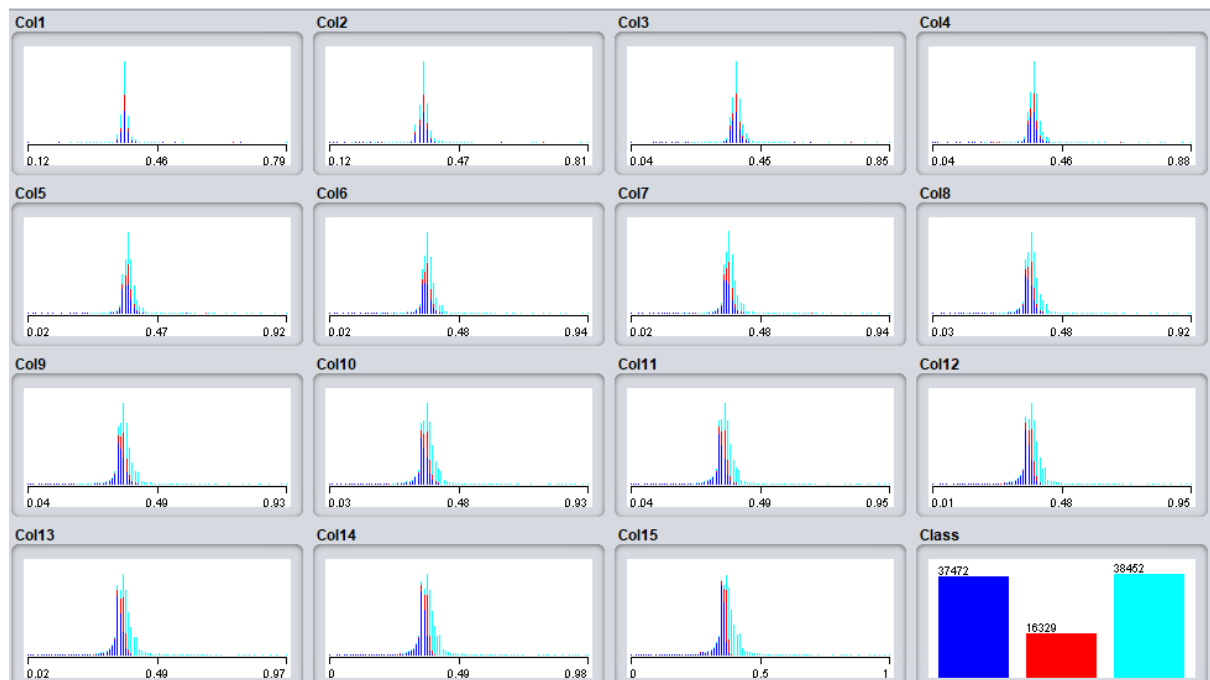 Col1 Col2 Col3 Col4
0.12 0.46 0.79 0.12 0.47 0.81 0.04 0.45 0.85 0.04 0.46 0.88
Col5 Col6 Col7 Col8
0.02 0.47 0.92 0.02 0.48 0.94 0.02 0.48 0.94 0.03 0.48 0.92
Col9 Col10 Col11 Col12
0.04 0.49 0.93 0.03 0.48 0.93 0.04 0.49 0.95 0.01 0.48 0.95
Col13 Col14 Col15 Class
37472 16329 38452
0.02 0.49 0.97 0 0.49 0.98 0 0.5 1